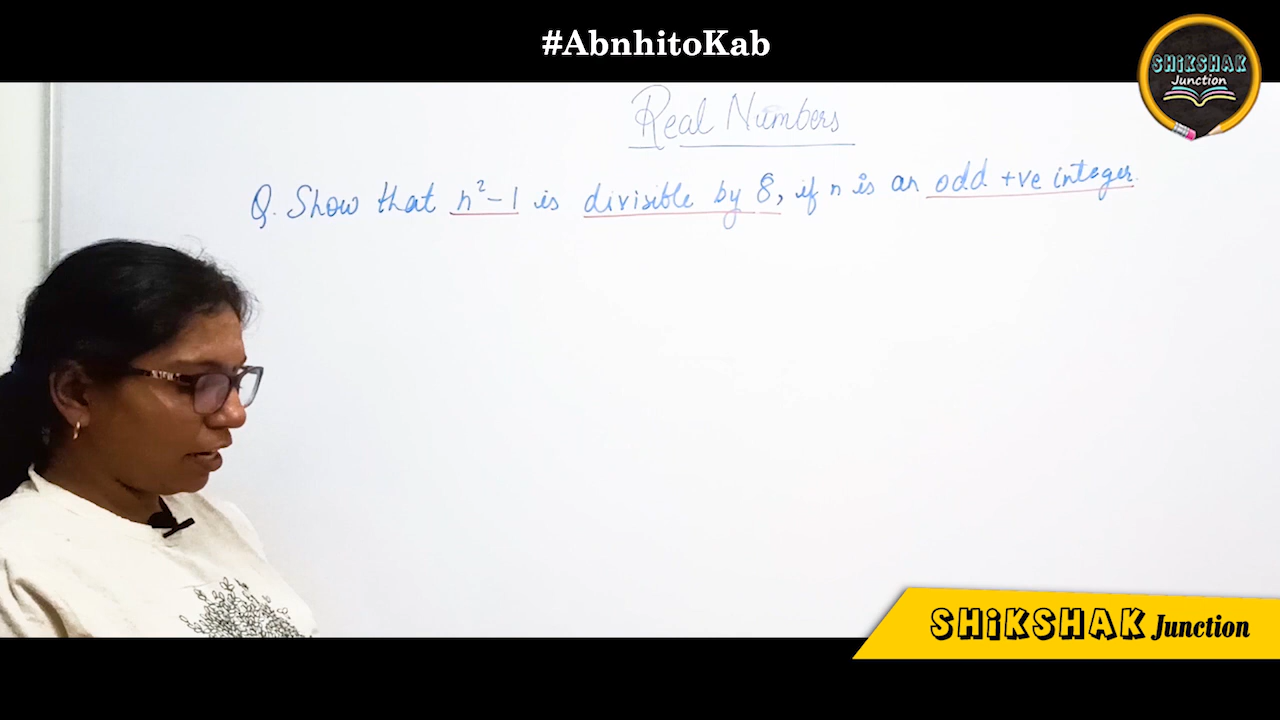 #AbnhitoKab
SHiKSHAK
Junction
Real Numbers
Q. Show that n² - 1 is divisible by 8, if n is an odd +ve integer.
SHiKSHAK Junction